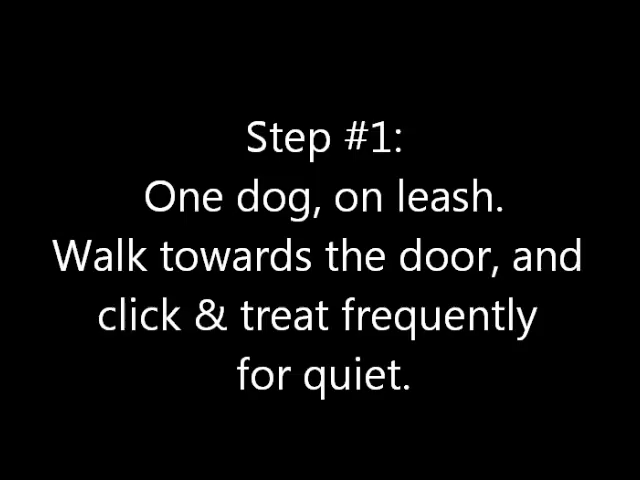 Step #1:
One dog, on leash.
Walk towards the door, and
click & treat frequently
for quiet.